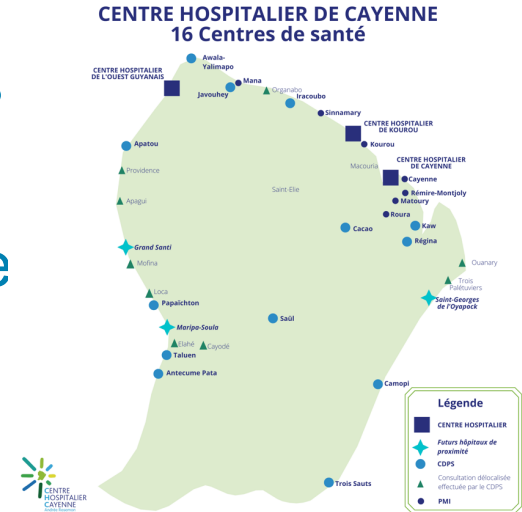 CENTRE HOSPITALIER DE CAYENNE
16 Centres de santé
Awala-
Yalimapo
CENTRE HOSPITALIER
DE L'OUEST GUYANAIS
Mana
Javouhey
Organabo
Iracoubo
Sinnamary
CENTRE HOSPITALIER
DE KOUROU
Kourou
Apatou
Macouria
CENTRE HOSPITALIER
DE CAYENNE
Providence
Cayenne
Saint-Elie
Rémire-Montjoly
Apagui
Matoury
Roura
Cacao
Kaw
Régina
Grand Santi
Mofina
Ouanary
Trois
Palétuviers
Loca
Papaïchton
Saint-Georges
de l'Oyapock
Saül
Maripa-Soula
Elahé
Cayodé
Taluen
Antecume Pata
Camopi
Trois Sauts
Légende
CENTRE HOSPITALIER
Futurs hôpitaux de
proximité
CDPS
Consultation délocalisée
effectuée par le CDPS
PMI
CENTRE
HOSPITALIER
CAYENNE
Andrée Rosemon